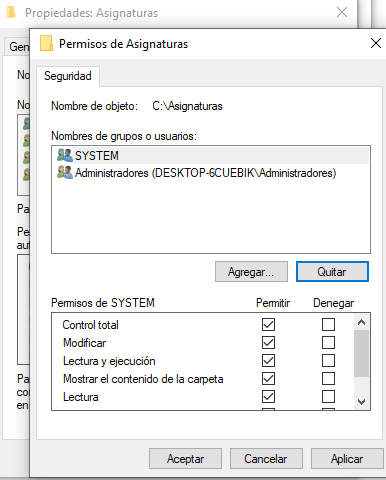 Propiedades: Asignaturas
Permisos de Asignaturas
Seguridad
Nombre de objeto: C:\Asignaturas
Nombres de grupos o usuarios:
SYSTEM
Administradores (DESKTOP-6CUEBIK\Administradores)
Agregar... Quitar
Permisos de SYSTEM Permitir Denegar
Control total
Modificar
Lectura y ejecución
Mostrar el contenido de la carpeta
Lectura
Aceptar Cancelar Aplicar